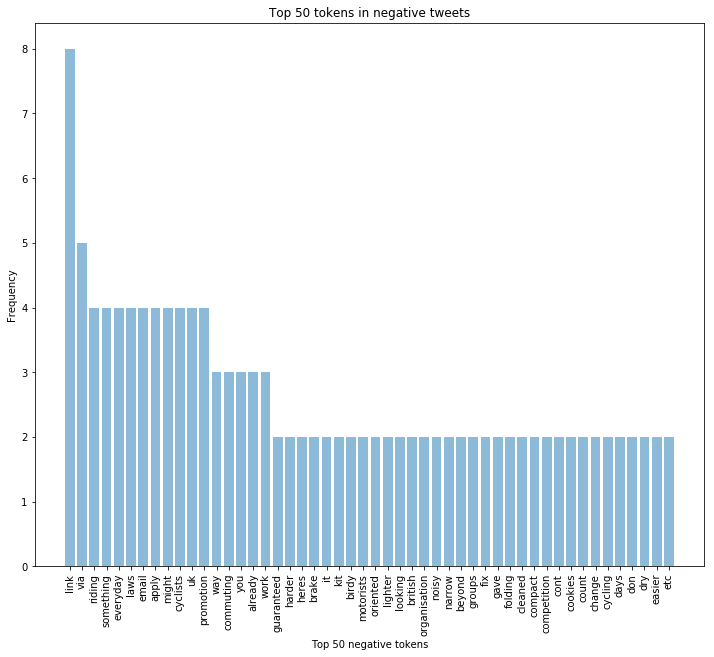 Top 50 tokens in negative tweets
Frequency
8
7
6
5
4
3
2
1
0
link
via
riding
something
everyday
laws
email
apply
might
cyclists
uk
promotion
way
commuting
you
already
work
guaranteed
harder
heres
brake
it
kit
birdy
motorists
oriented
lighter
looking
british
organisation
noisy
narrow
beyond
groups
fix
gave
folding
cleaned
compact
competition
cont
cookies
count
change
cycling
days
don
dry
easier
etc
Top 50 negative tokens